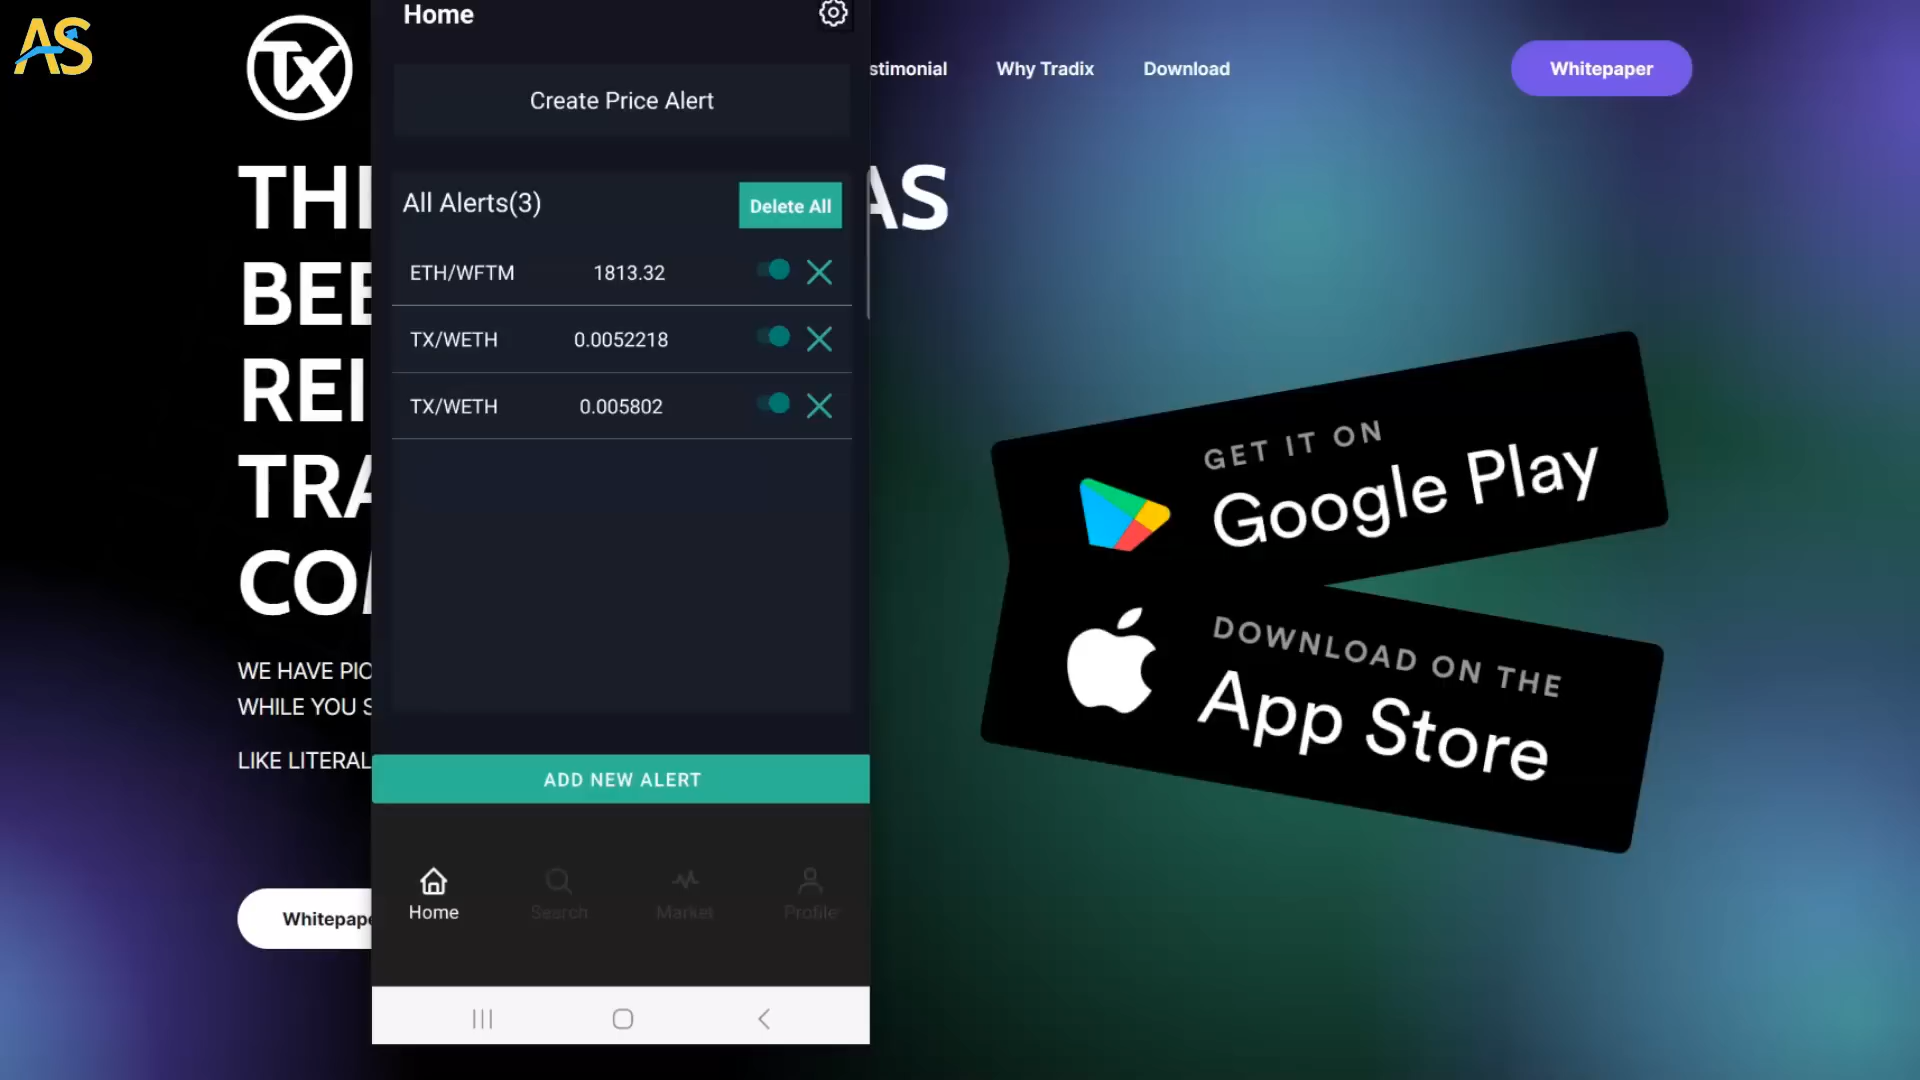 AS
Tx
Home
Create Price Alert
All Alerts(3)
Delete All
ETH/WFTM 1813.32
TX/WETH 0.0052218
TX/WETH 0.005802
ADD NEW ALERT
Home
Search
Market
Profile
stimonial
Why Tradix
Download
Whitepaper
THI
AS
BEE
REI
TRA
CO
WE HAVE PIC
WHILE YOU S
LIKE LITERAL
Whitepape
GET IT ON
Google Play
DOWNLOAD ON THE
App Store